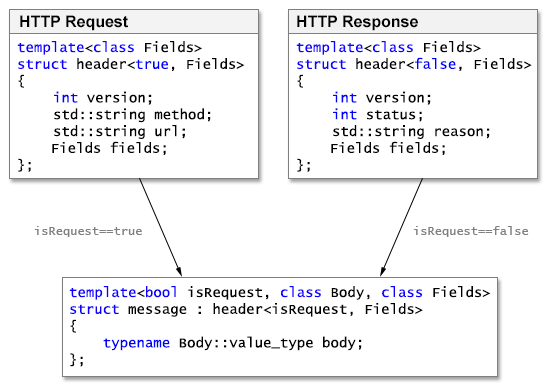 HTTP Request
template<class Fields>
struct header<true, Fields>
{
    int version;
    std::string method;
    std::string url;
    Fields fields;
};
HTTP Response
template<class Fields>
struct header<false, Fields>
{
    int version;
    int status;
    std::string reason;
    Fields fields;
};
isRequest==true
isRequest==false
template<bool isRequest, class Body, class Fields>
struct message : header<isRequest, Fields>
{
    typename Body::value_type body;
};